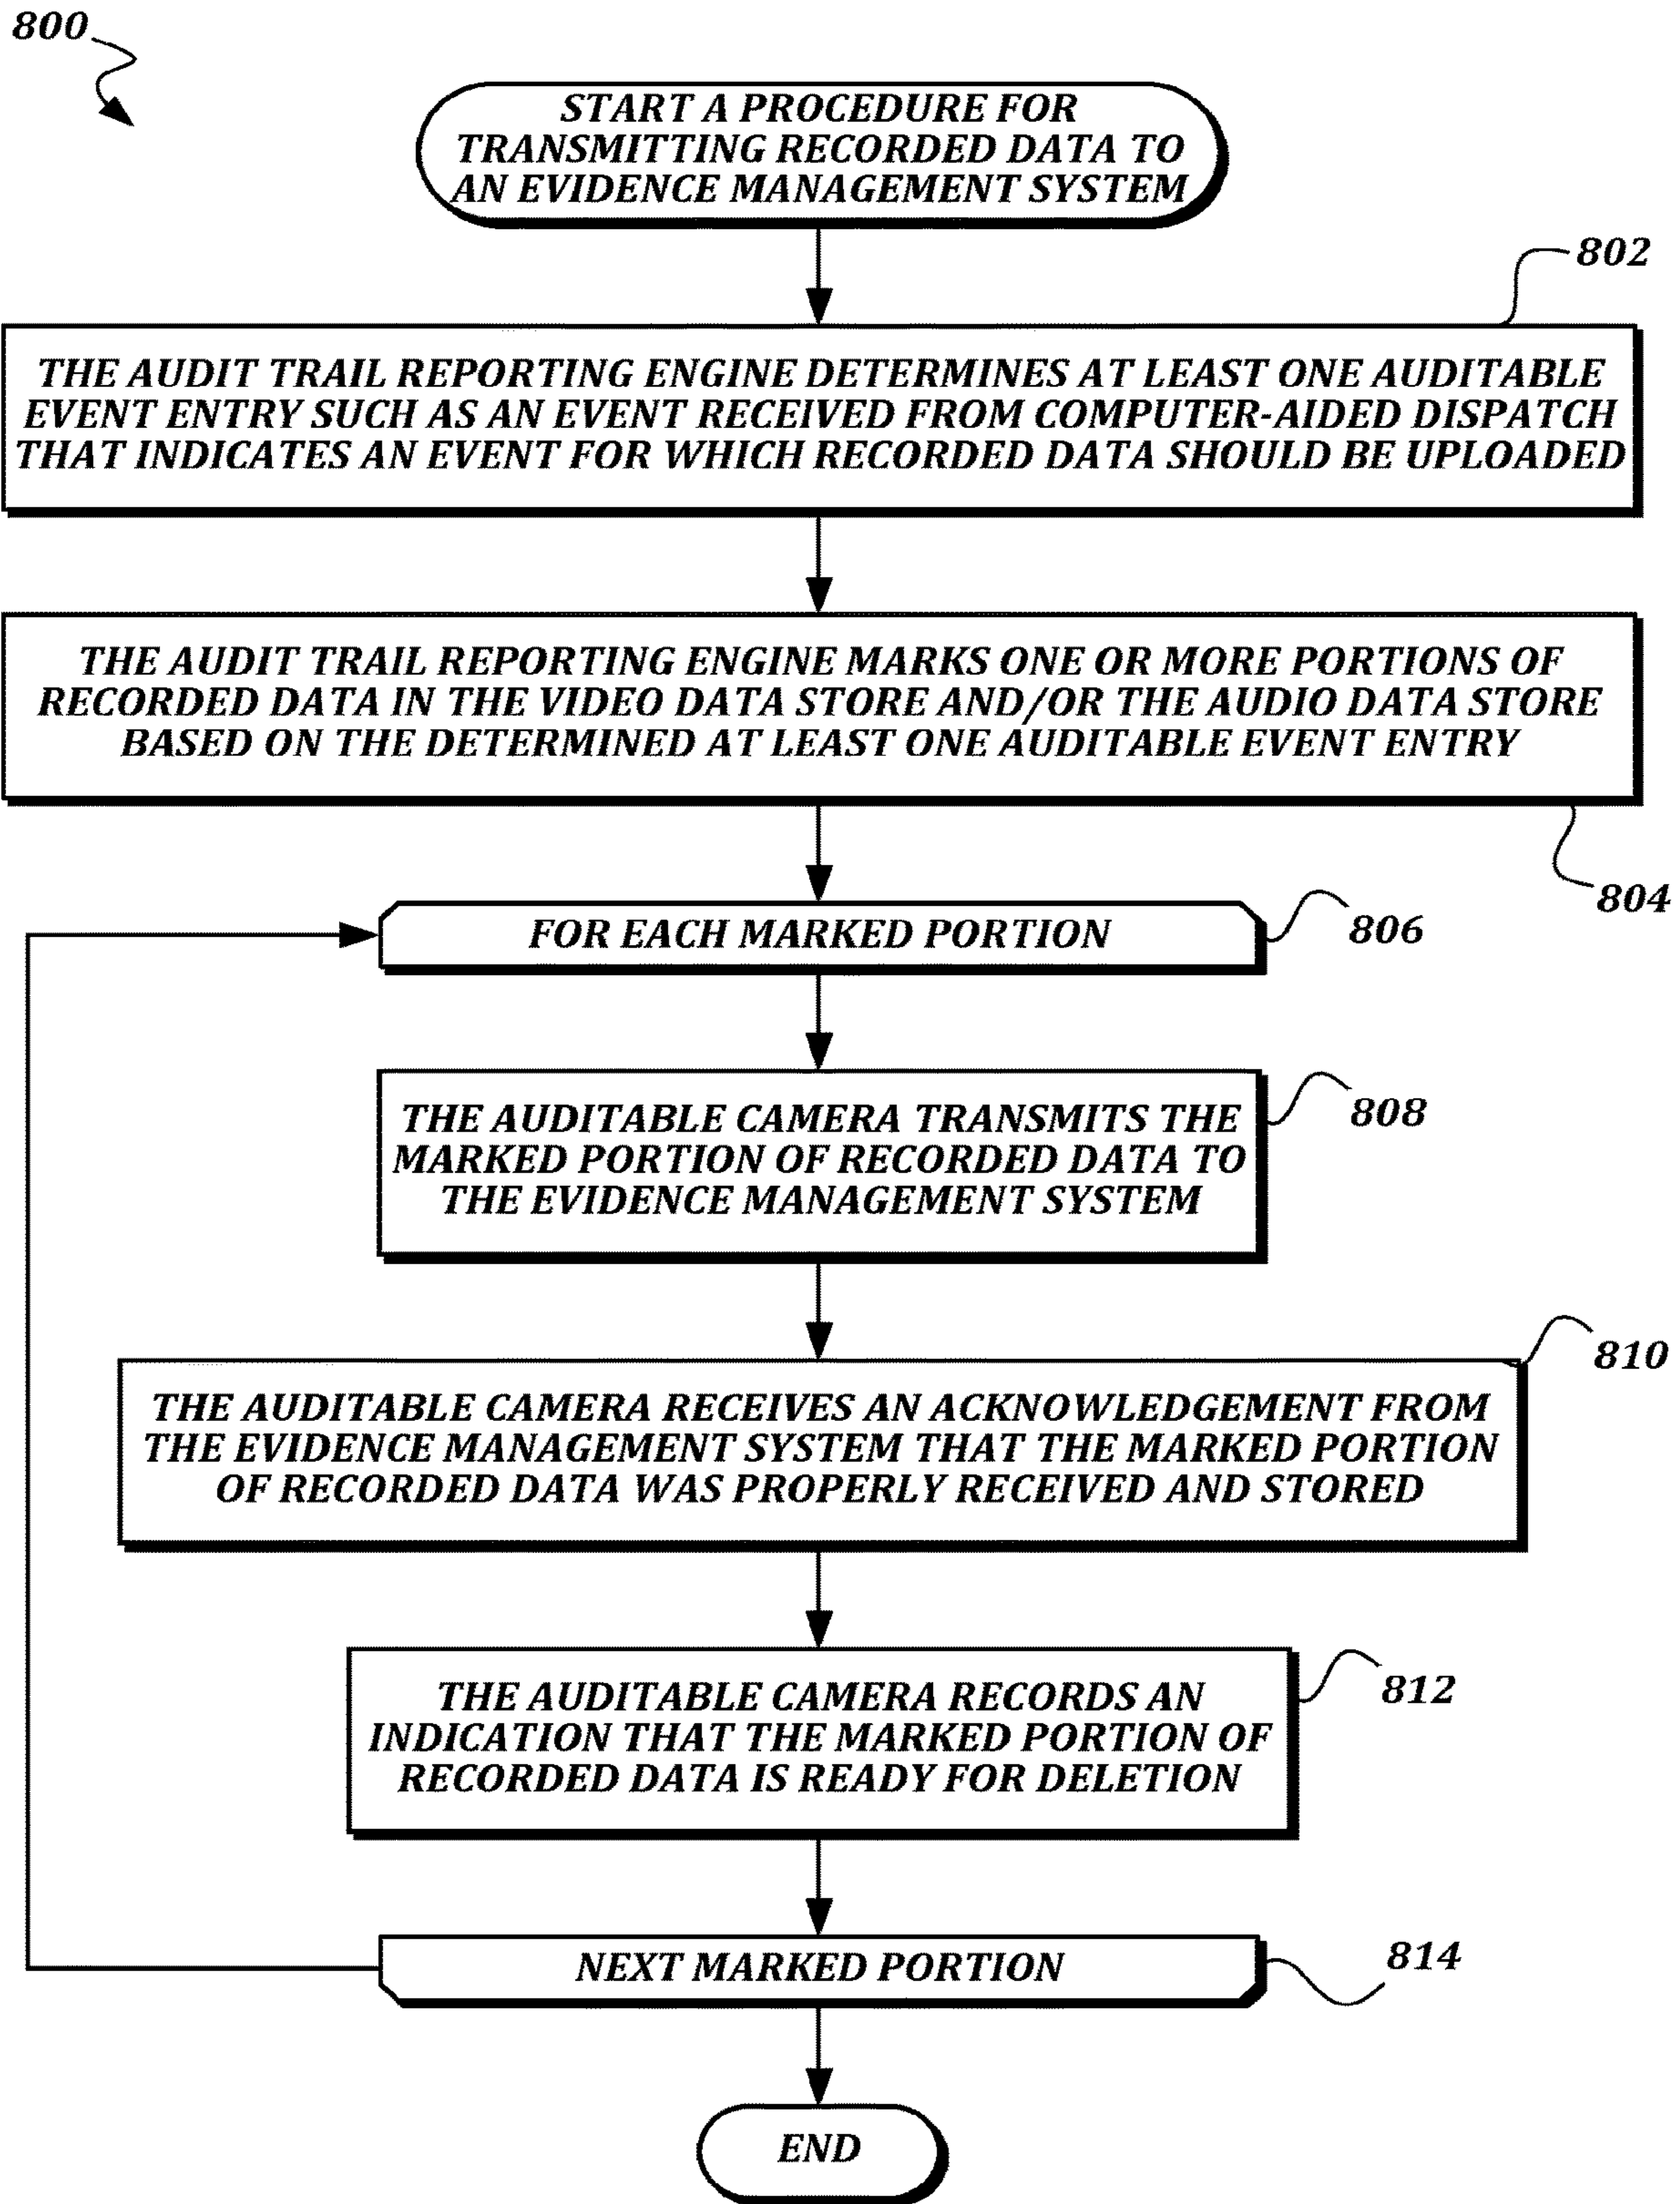 800
START A PROCEDURE FOR
TRANSMITTING RECORDED DATA TO
AN EVIDENCE MANAGEMENT SYSTEM
802
THE AUDIT TRAIL REPORTING ENGINE DETERMINES AT LEAST ONE AUDITABLE
EVENT ENTRY SUCH AS AN EVENT RECEIVED FROM COMPUTER-AIDED DISPATCH
THAT INDICATES AN EVENT FOR WHICH RECORDED DATA SHOULD BE UPLOADED
THE AUDIT TRAIL REPORTING ENGINE MARKS ONE OR MORE PORTIONS OF
RECORDED DATA IN THE VIDEO DATA STORE AND/OR THE AUDIO DATA STORE
BASED ON THE DETERMINED AT LEAST ONE AUDITABLE EVENT ENTRY
804
FOR EACH MARKED PORTION
806
THE AUDITABLE CAMERA TRANSMITS THE
MARKED PORTION OF RECORDED DATA TO
THE EVIDENCE MANAGEMENT SYSTEM
808
810
THE AUDITABLE CAMERA RECEIVES AN ACKNOWLEDGEMENT FROM
THE EVIDENCE MANAGEMENT SYSTEM THAT THE MARKED PORTION
OF RECORDED DATA WAS PROPERLY RECEIVED AND STORED
THE AUDITABLE CAMERA RECORDS AN
INDICATION THAT THE MARKED PORTION OF
RECORDED DATA IS READY FOR DELETION
812
NEXT MARKED PORTION
814
END